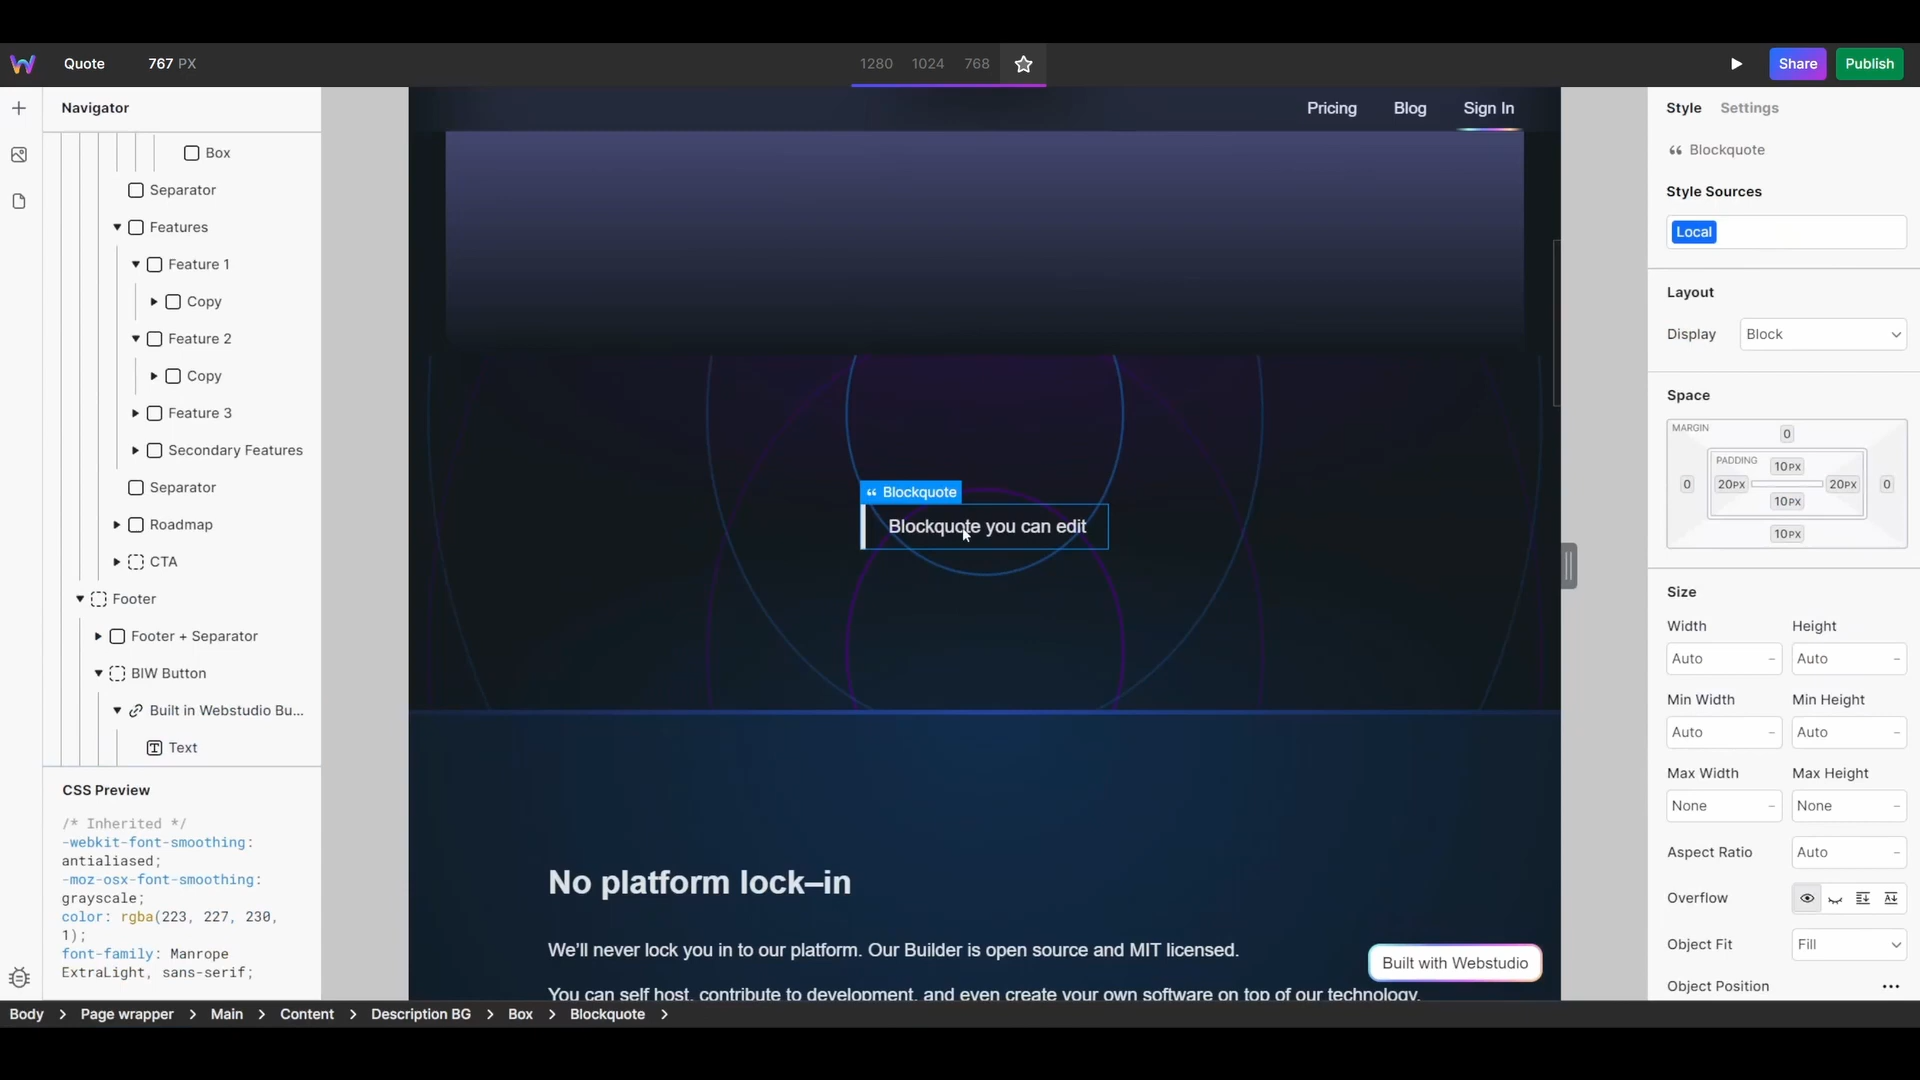 Quote
767 PX
1280 1024 768
Share
Publish
Navigator
Box
Separator
Features
Feature 1
Copy
Feature 2
Copy
Feature 3
Secondary Features
Separator
Roadmap
CTA
Footer
Footer + Separator
BIW Button
Built in Webstudio Bu...
Text
CSS Preview
/* Inherited */
-webkit-font-smoothing:
antialiased;
-moz-osx-font-smoothing:
grayscale;
color: rgba(223, 227, 230,
1);
font-family: Manrope
ExtraLight, sans-serif;
Pricing Blog Sign In
Blockquote
Blockquote you can edit
No platform lock–in
We’ll never lock you in to our platform. Our Builder is open source and MIT licensed.
You can self host, contribute to development, and even create your own software on top of our technology.
Built with Webstudio
Style Settings
Blockquote
Style Sources
Local
Layout
Display Block
Space
MARGIN
0
PADDING
10PX
0 20PX 20PX 0
10PX
10PX
Size
Width Height
Auto – Auto –
Min Width Min Height
Auto – Auto –
Max Width Max Height
None – None –
Aspect Ratio Auto –
Overflow
Object Fit Fill
Object Position
Body > Page wrapper > Main > Content > Description BG > Box > Blockquote >